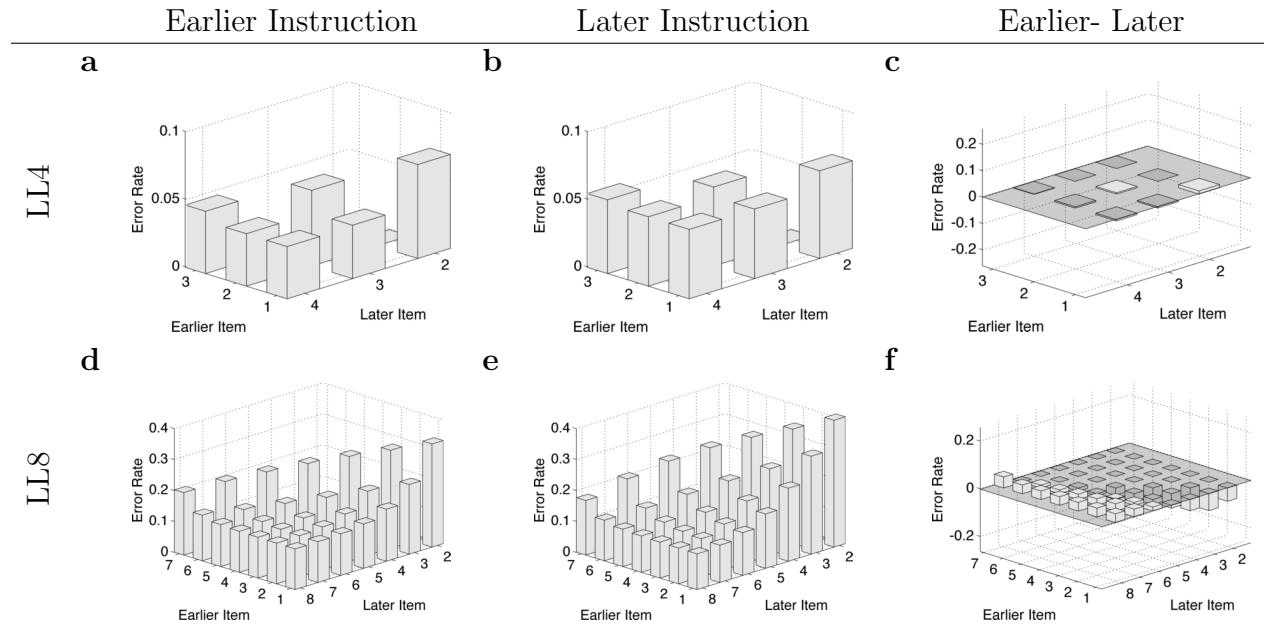 Earlier Instruction Later Instruction Earlier- Later
a b c
LL4
Error Rate
0.1
0.05
0
3 2 1
Earlier Item
4 3 2
Later Item
Error Rate
0.1
0.05
0
3 2 1
Earlier Item
4 3 2
Later Item
Error Rate
0.2
0.1
0
-0.1
-0.2
3 2 1
Earlier Item
4 3 2
Later Item
d e f
LL8
Error Rate
0.4
0.3
0.2
0.1
0
7 6 5 4 3 2 1
Earlier Item
8 7 6 5 4 3 2
Later Item
Error Rate
0.4
0.3
0.2
0.1
0
7 6 5 4 3 2 1
Earlier Item
8 7 6 5 4 3 2
Later Item
Error Rate
0.2
0
-0.2
7 6 5 4 3 2 1
Earlier Item
8 7 6 5 4 3 2
Later Item